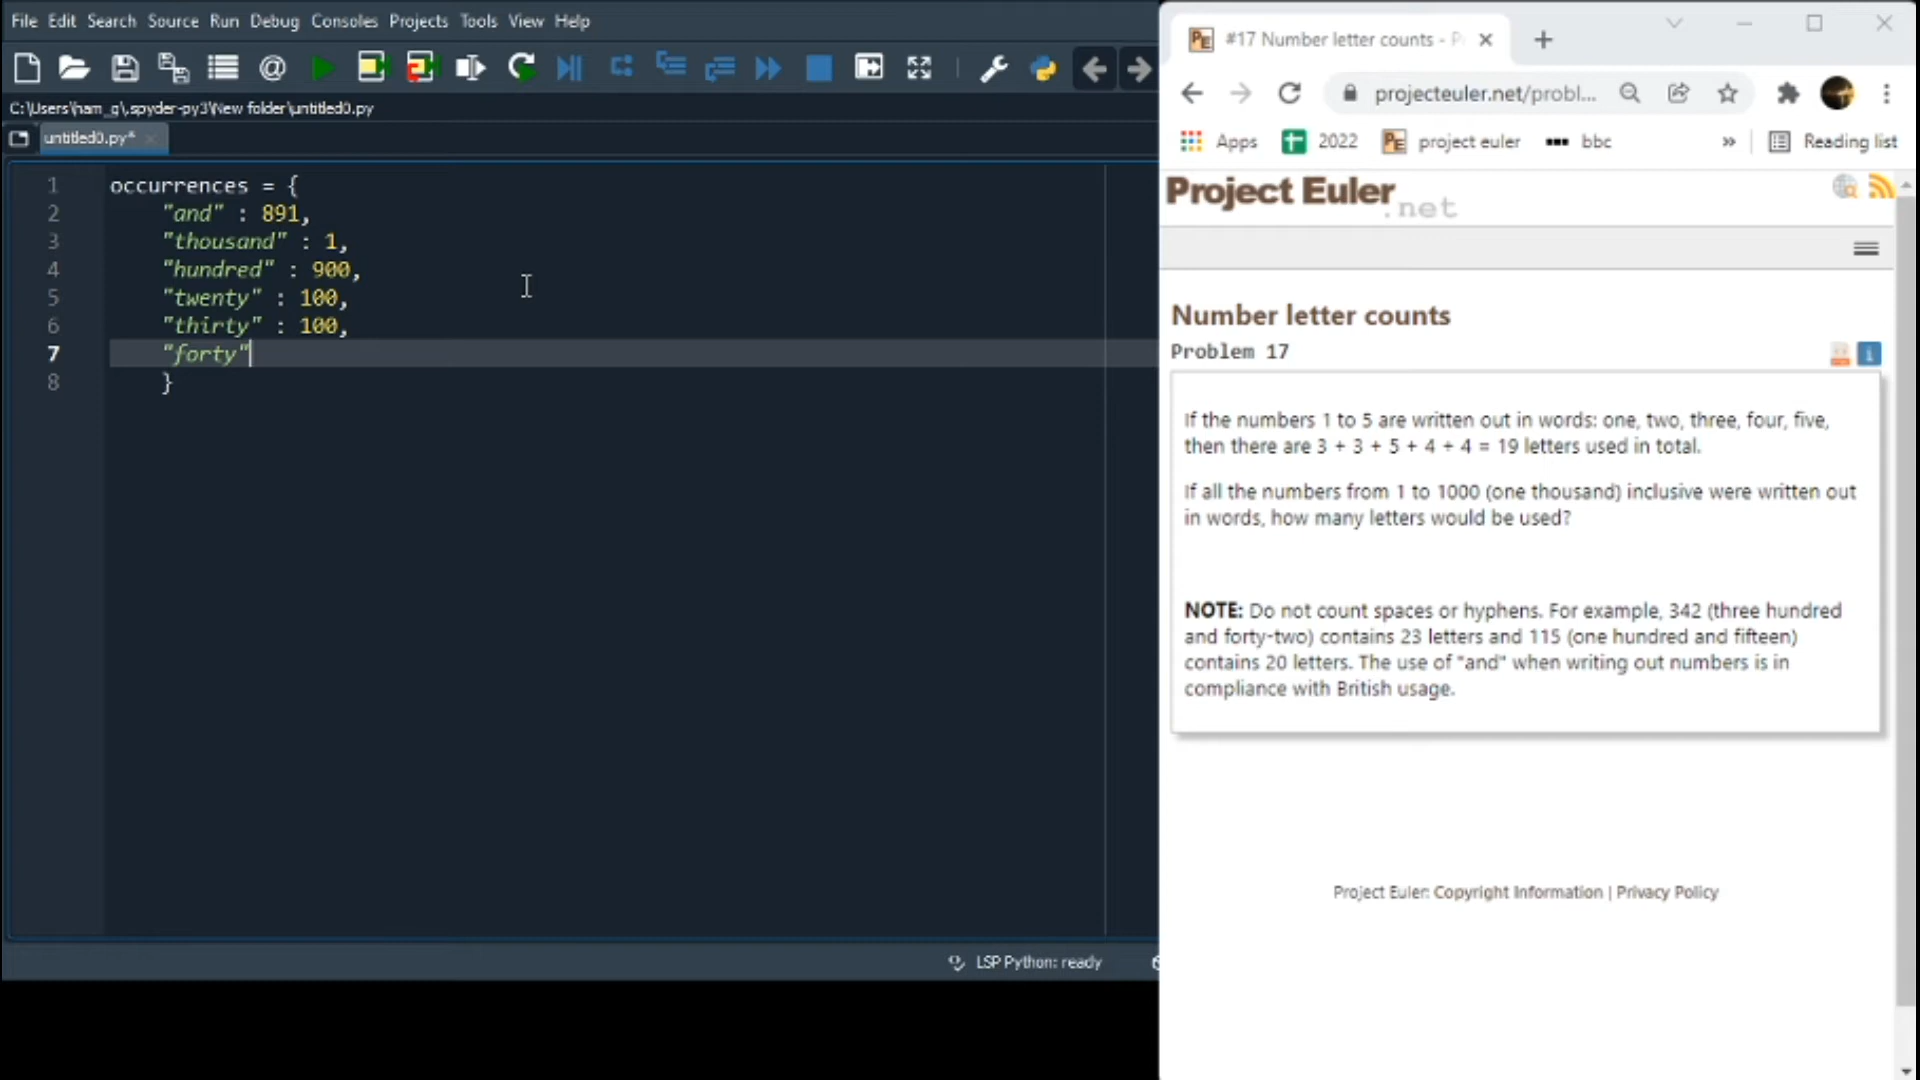 File Edit Search Source Run Debug Consoles Projects Tools View Help
C:\Users\ham_g\.spyder-py3\New folder\untitled0.py
untitled0.py*
1 occurrences = {
2 "and" : 891,
3 "thousand" : 1,
4 "hundred" : 900,
5 "twenty" : 100,
6 "thirty" : 100,
7 "forty"
8 }
LSP Python: ready
#17 Number letter counts - P
projecteuler.net/probl...
Apps 2022 project euler bbc » Reading list
Project Euler .net
Number letter counts
Problem 17
If the numbers 1 to 5 are written out in words: one, two, three, four, five,
then there are 3 + 3 + 5 + 4 + 4 = 19 letters used in total.
If all the numbers from 1 to 1000 (one thousand) inclusive were written out
in words, how many letters would be used?
NOTE: Do not count spaces or hyphens. For example, 342 (three hundred
and forty-two) contains 23 letters and 115 (one hundred and fifteen)
contains 20 letters. The use of "and" when writing out numbers is in
compliance with British usage.
Project Euler: Copyright Information | Privacy Policy